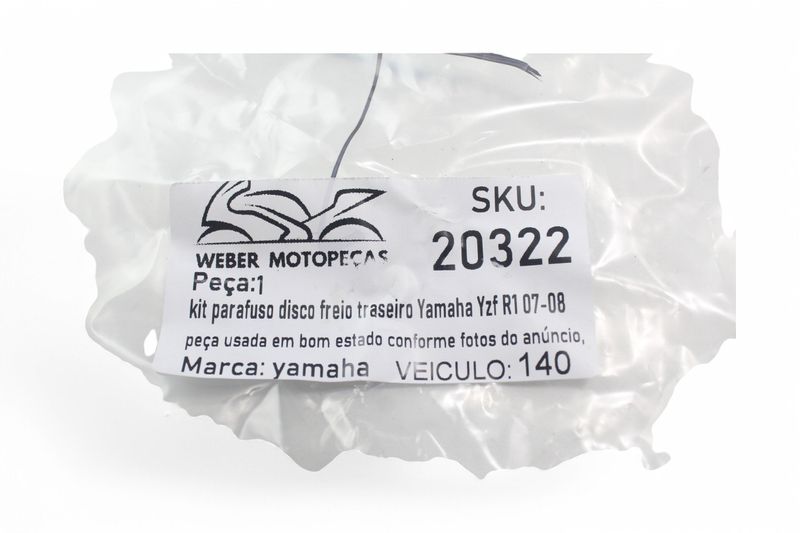 SKU:
20322
WEBER MOTOPEÇAS
Peça:1
kit parafuso disco freio traseiro Yamaha Yzf R1 07-08
peça usada em bom estado conforme fotos do anúncio,
Marca: yamaha VEICULO: 140